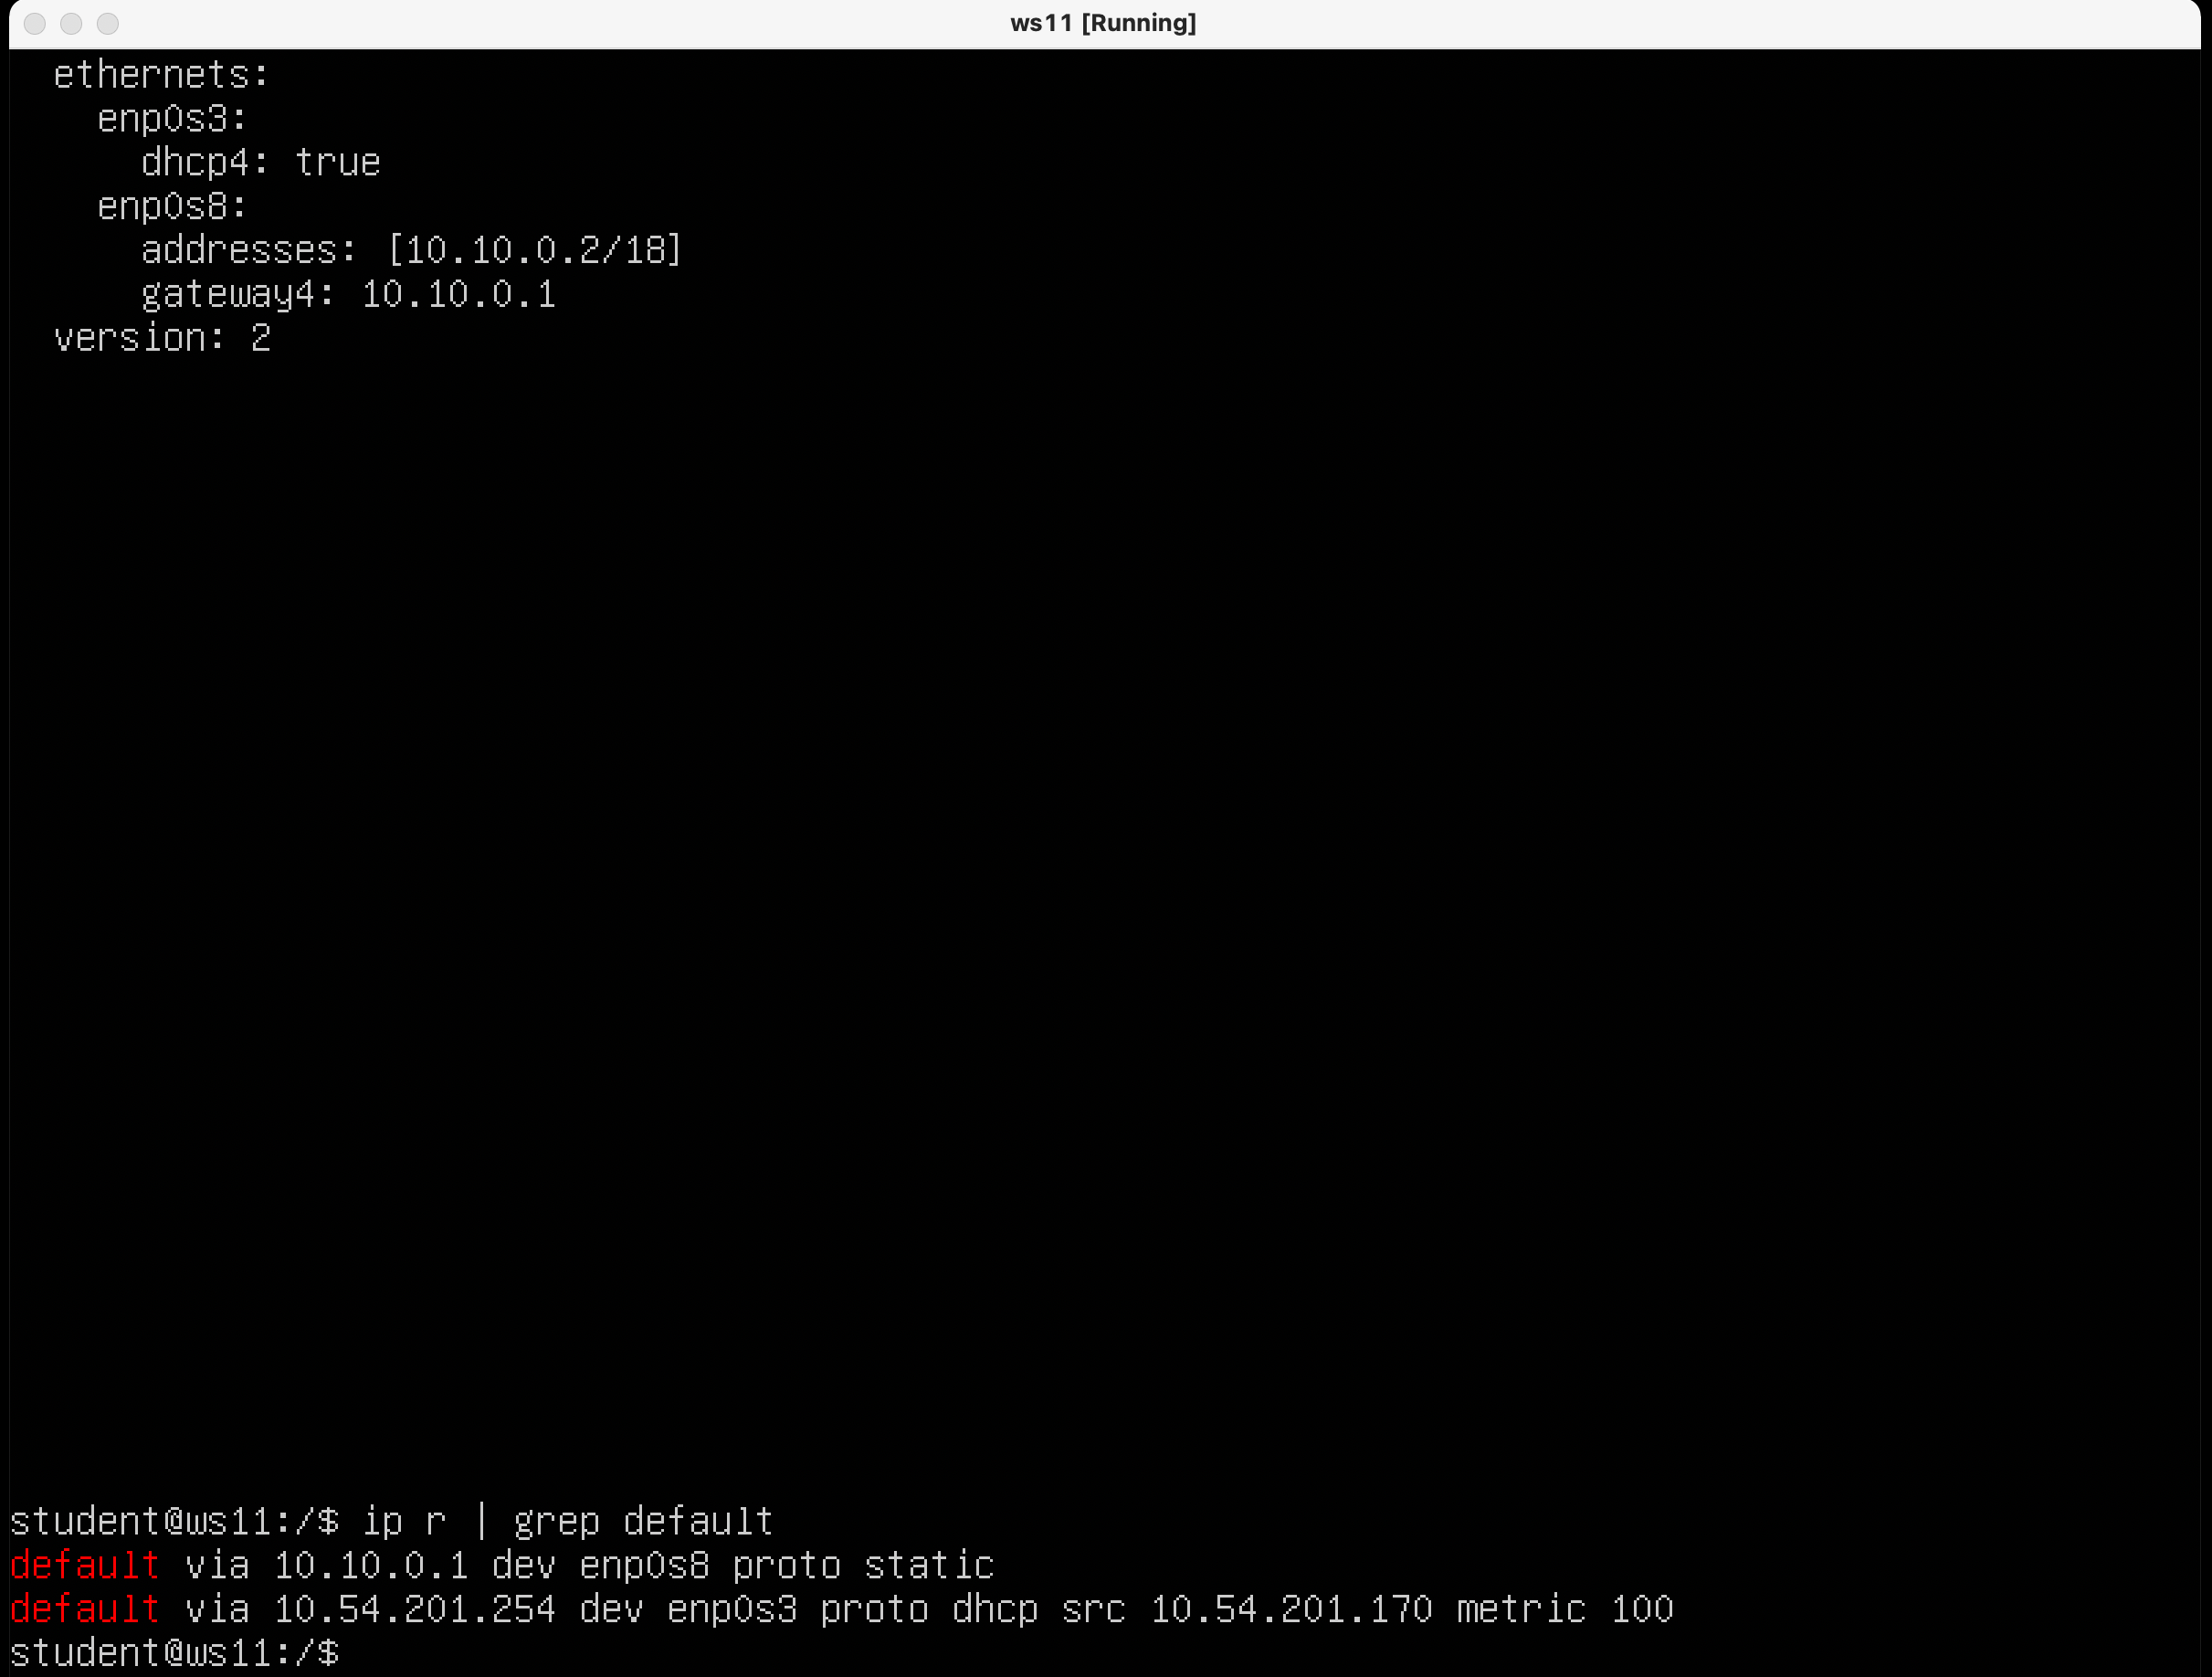 ws11 [Running]
  ethernets:
    enp0s3:
      dhcp4: true
    enp0s8:
      addresses: [10.10.0.2/18]
      gateway4: 10.10.0.1
  version: 2
student@ws11:/$ ip r | grep default
default via 10.10.0.1 dev enp0s8 proto static
default via 10.54.201.254 dev enp0s3 proto dhcp src 10.54.201.170 metric 100
student@ws11:/$